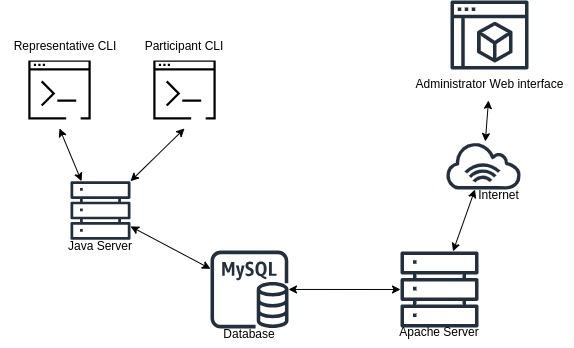 Representative CLI
Participant CLI
Administrator Web interface
Internet
Java Server
MySQL
Database
Apache Server